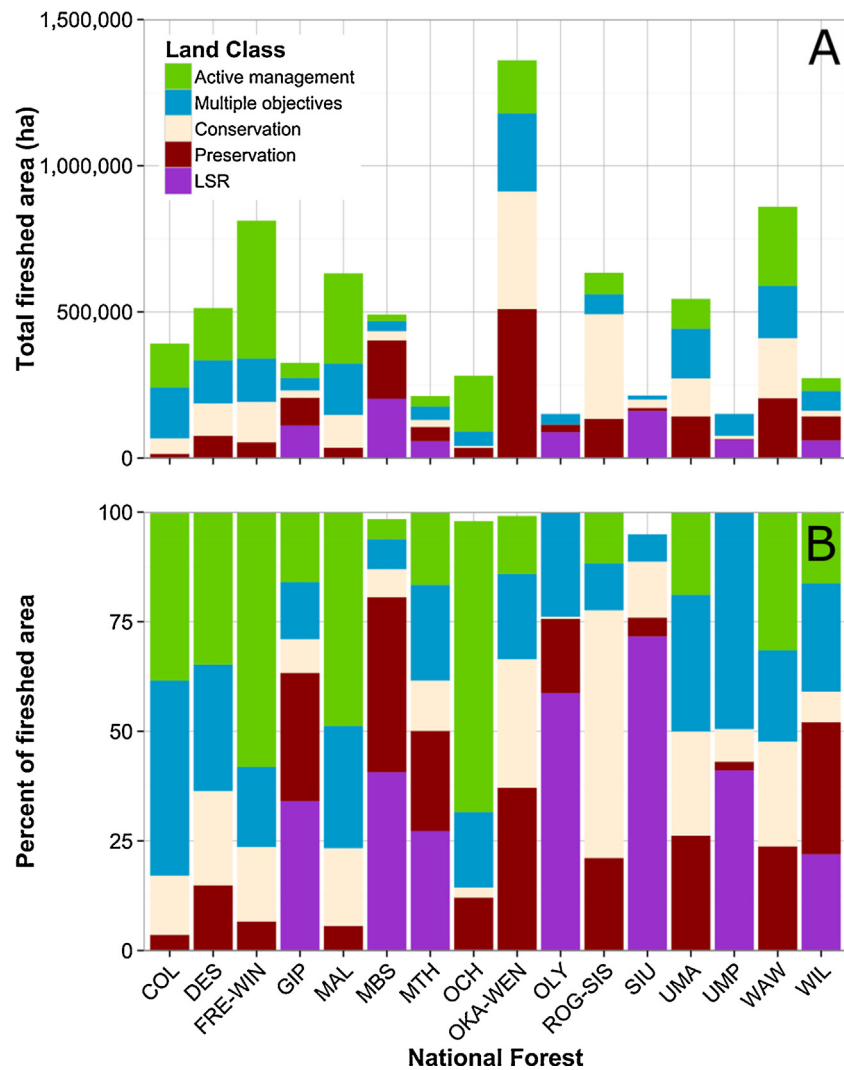 1,500,000
1,000,000
500,000
0
Total fireshed area (ha)
A
Land Class
Active management
Multiple objectives
Conservation
Preservation
LSR
100
75
50
25
0
Percent of fireshed area
B
COL
DES
FRE-WIN
GIP
MAL
MBS
MTH
OCH
OKA-WEN
OLY
ROG-SIS
SIU
UMA
UMP
WAW
WIL
National Forest